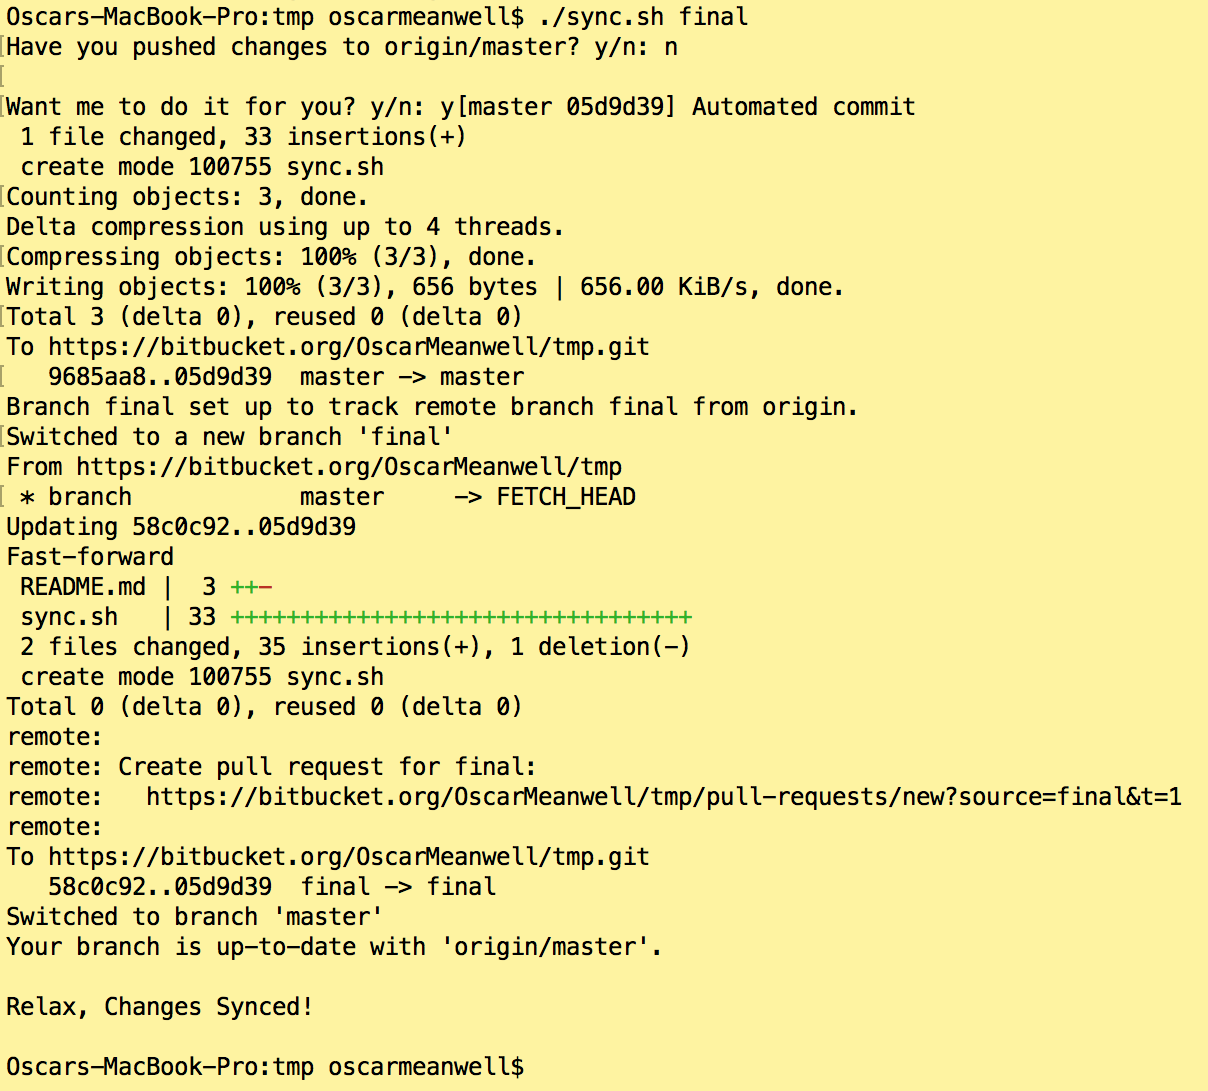 Oscars-MacBook-Pro:tmp oscarmeanwell$ ./sync.sh final
[Have you pushed changes to origin/master? y/n: n
[
[Want me to do it for you? y/n: y[master 05d9d39] Automated commit
 1 file changed, 33 insertions(+)
 create mode 100755 sync.sh
[Counting objects: 3, done.
Delta compression using up to 4 threads.
[Compressing objects: 100% (3/3), done.
Writing objects: 100% (3/3), 656 bytes | 656.00 KiB/s, done.
[Total 3 (delta 0), reused 0 (delta 0)
To https://bitbucket.org/OscarMeanwell/tmp.git
[   9685aa8..05d9d39  master -> master
Branch final set up to track remote branch final from origin.
[Switched to a new branch 'final'
From https://bitbucket.org/OscarMeanwell/tmp
[ * branch            master     -> FETCH_HEAD
Updating 58c0c92..05d9d39
Fast-forward
 README.md |  3 ++-
 sync.sh   | 33 +++++++++++++++++++++++++++++++++
 2 files changed, 35 insertions(+), 1 deletion(-)
 create mode 100755 sync.sh
Total 0 (delta 0), reused 0 (delta 0)
remote:
remote: Create pull request for final:
remote:   https://bitbucket.org/OscarMeanwell/tmp/pull-requests/new?source=final&t=1
remote:
To https://bitbucket.org/OscarMeanwell/tmp.git
   58c0c92..05d9d39  final -> final
Switched to branch 'master'
Your branch is up-to-date with 'origin/master'.
Relax, Changes Synced!
Oscars-MacBook-Pro:tmp oscarmeanwell$